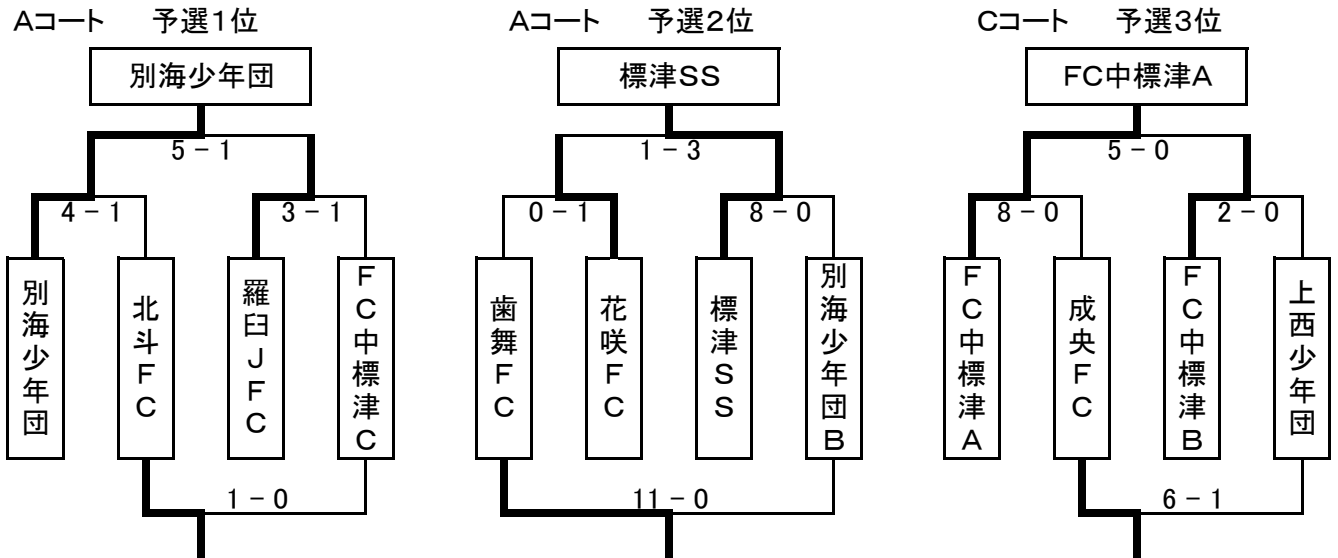 Aコート 予選1位
別海少年団
5-1
4-1
3-1
別海少年団
北斗FC
羅臼JFC
FC中標津C
1-0
Aコート 予選2位
標津SS
1-3
0-1
8-0
歯舞FC
花咲FC
標津SS
別海少年団B
11-0
Cコート 予選3位
FC中標津A
5-0
8-0
2-0
FC中標津A
成央FC
FC中標津B
上西少年団
6-1